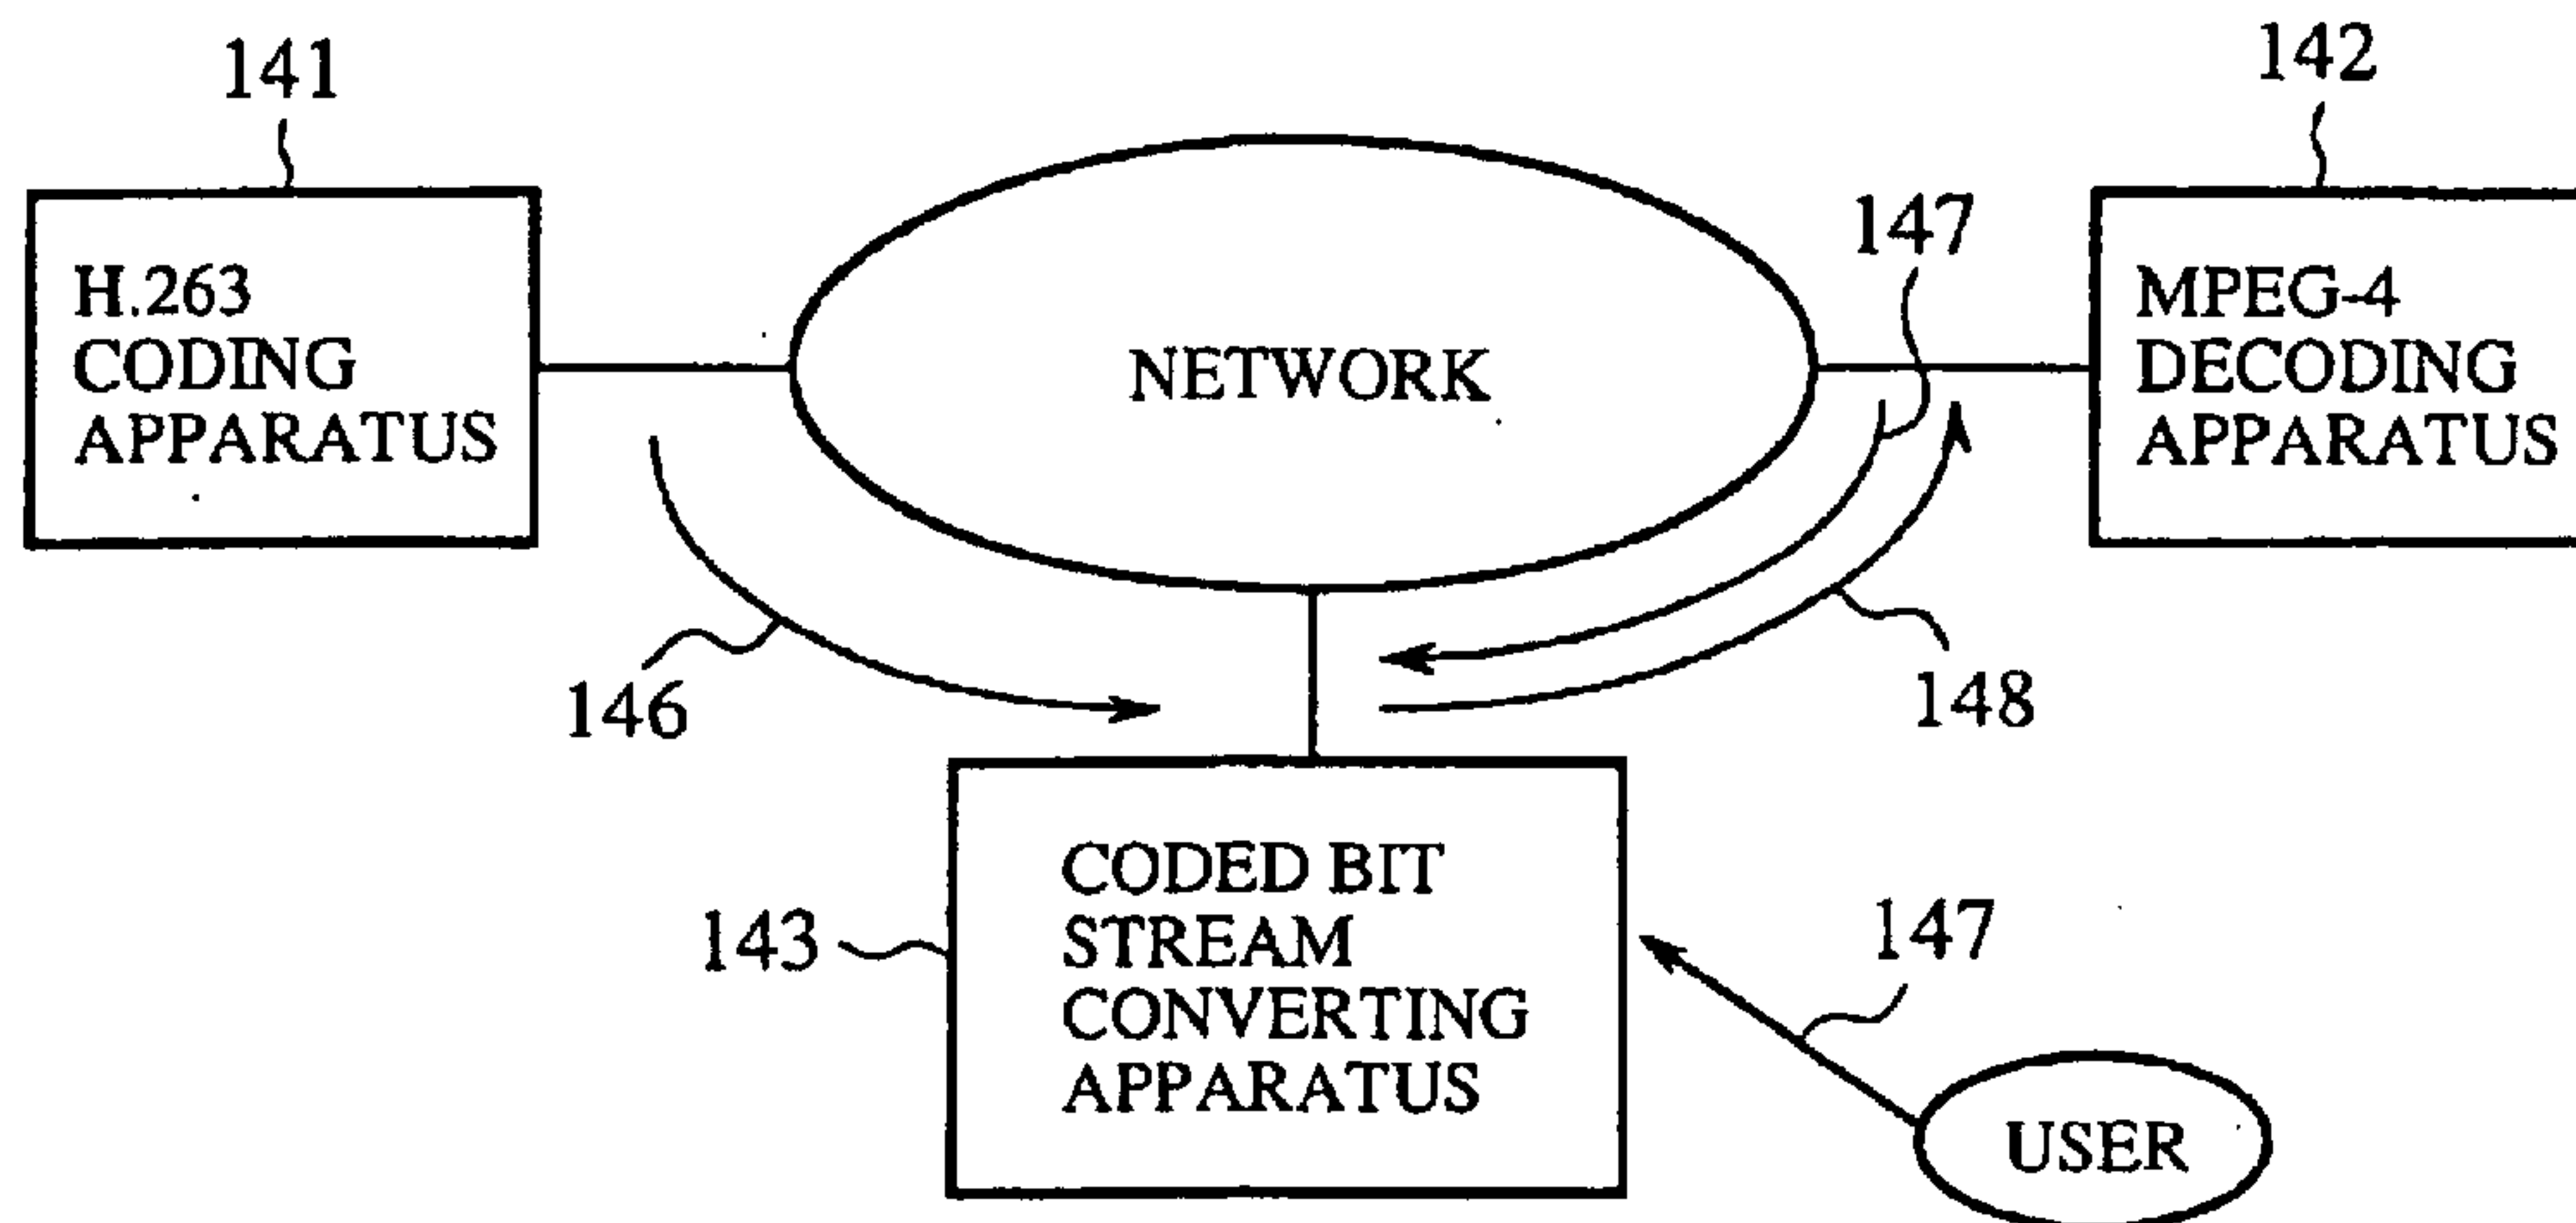 141
142
H.263
CODING
APPARATUS
NETWORK
147
MPEG-4
DECODING
APPARATUS
146
148
143
CODED BIT
STREAM
CONVERTING
APPARATUS
147
USER